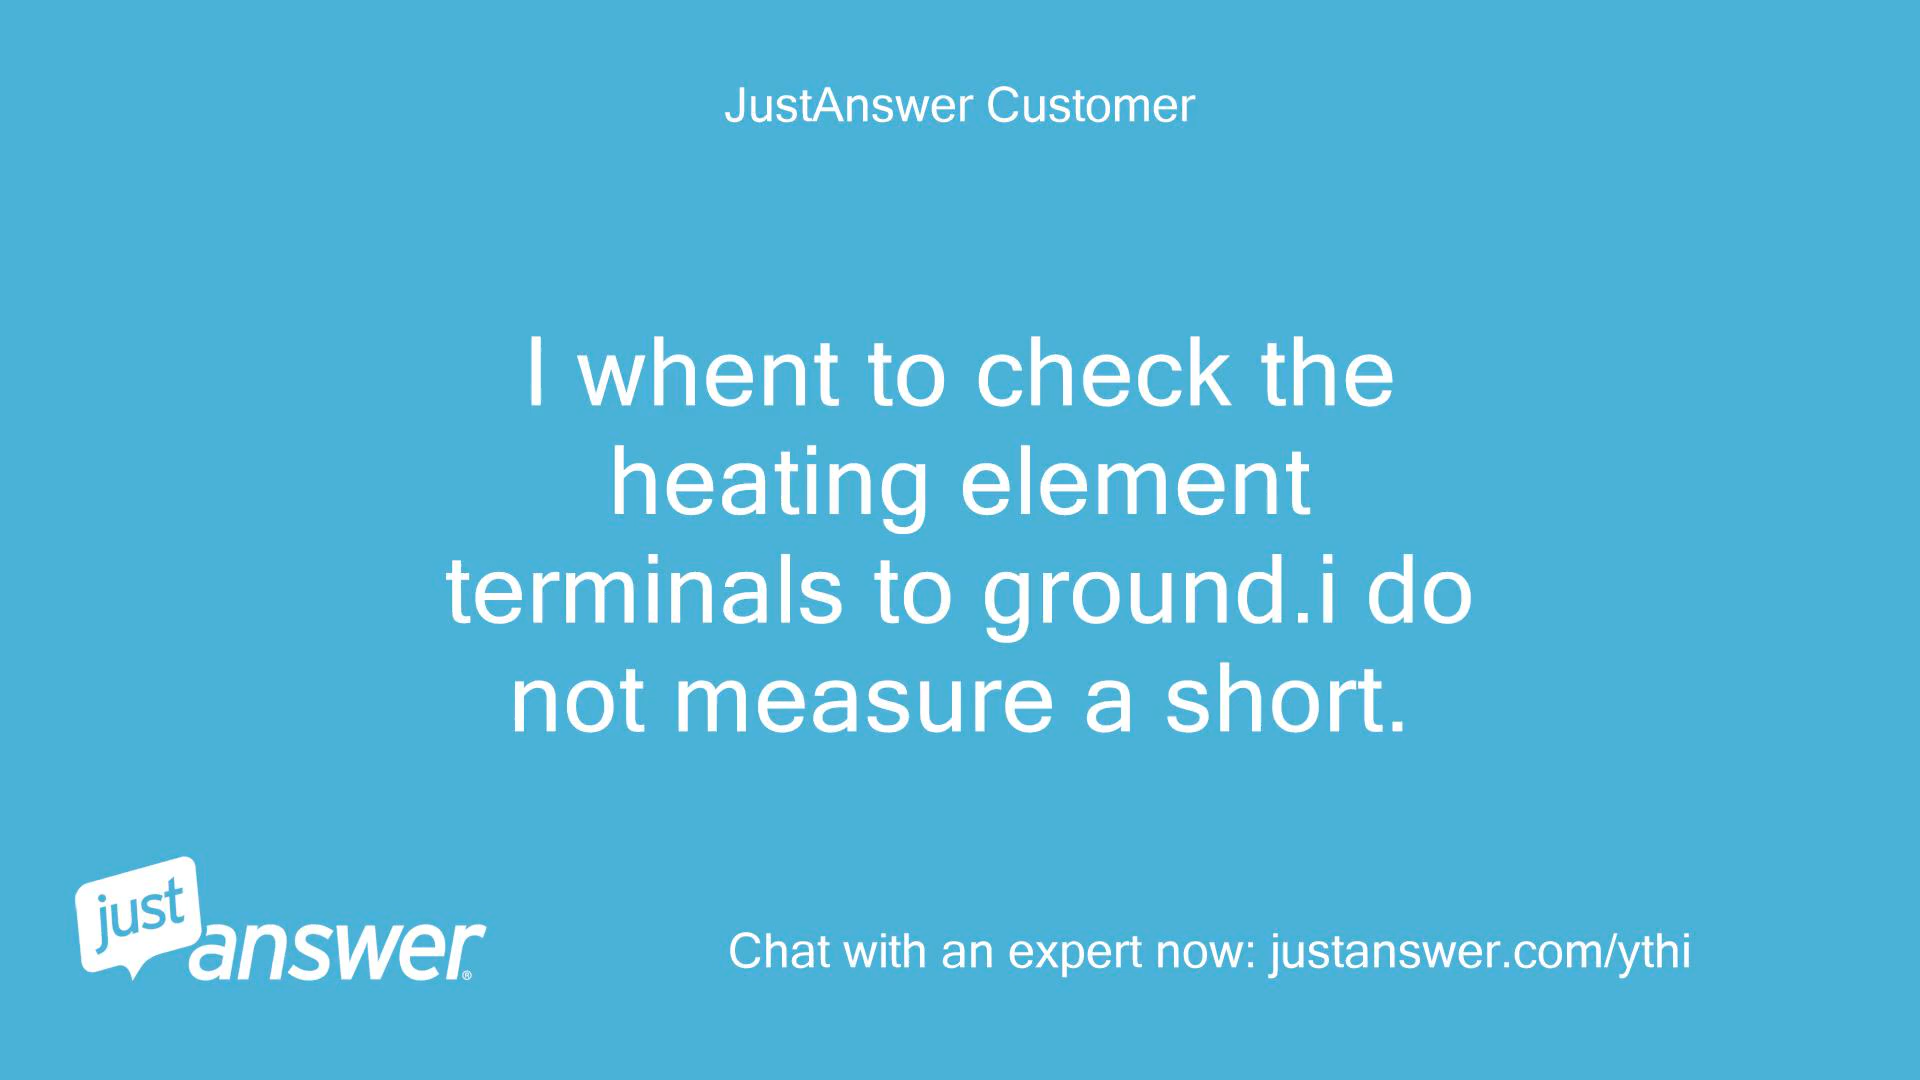 JustAnswer Customer
I whent to check the
heating element
terminals to ground.i do
not measure a short.
just
answer®
Chat with an expert now: justanswer.com/ythi